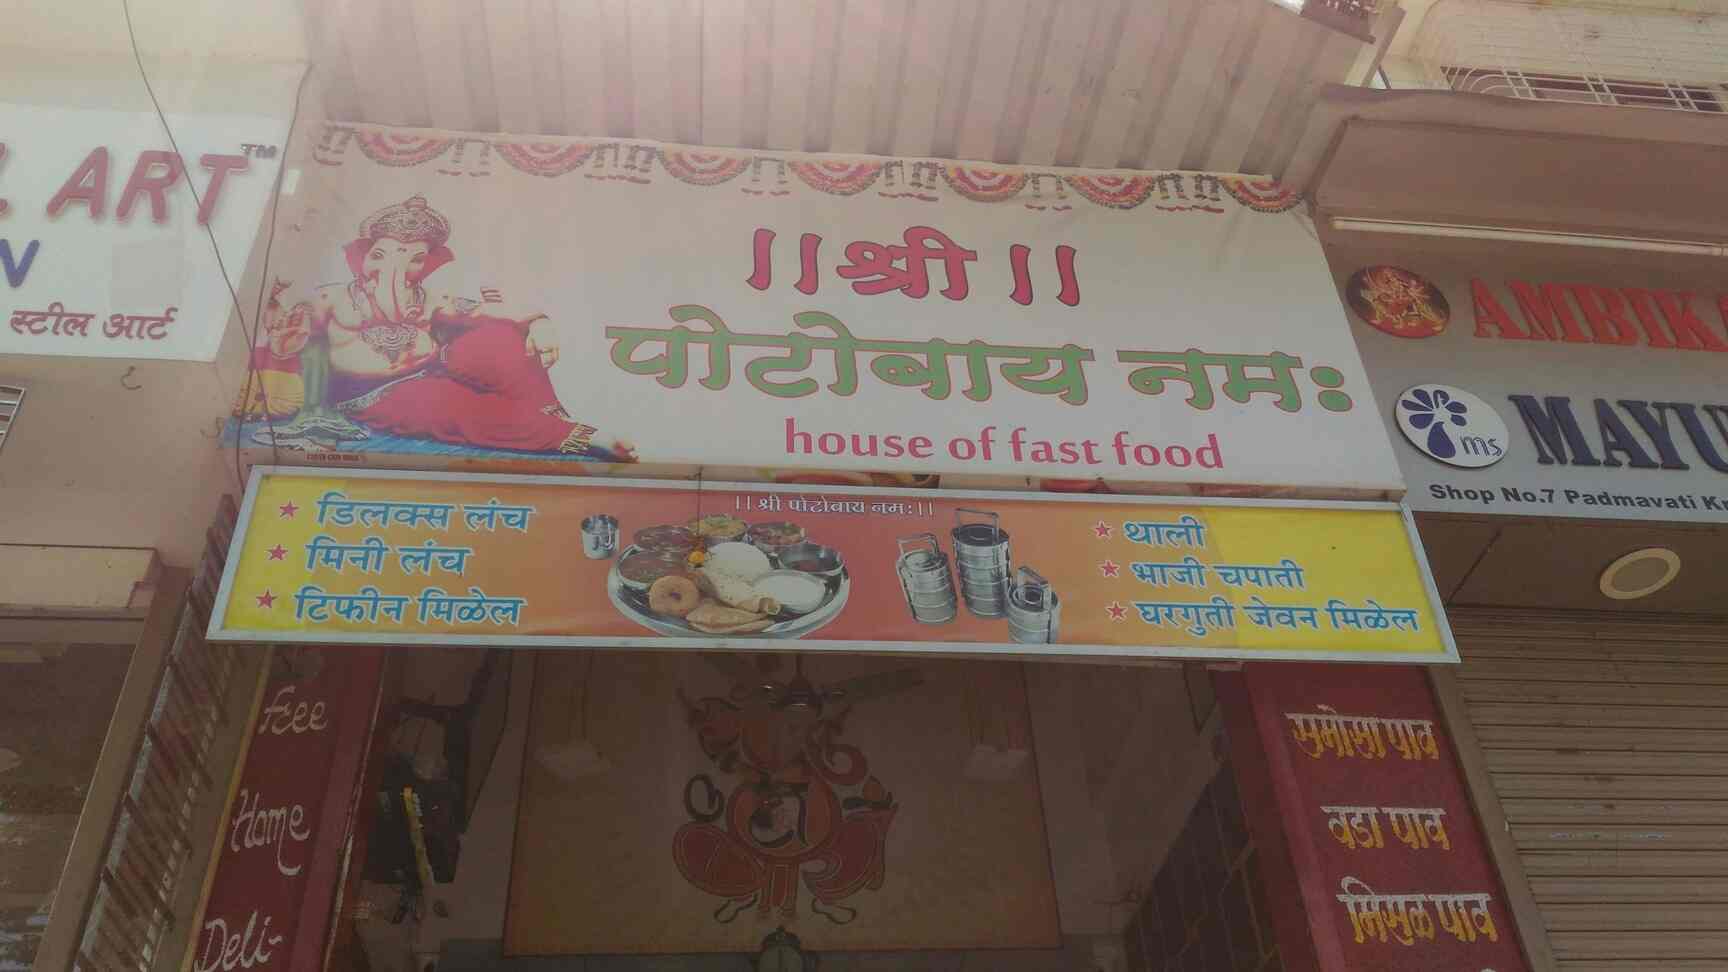 ART™
स्टील आर्ट
।।श्री।।
पोटोबाय नमः
house of fast food
।।श्री पोटोबाय नमः।।
★ डिलक्स लंच
★ मिनी लंच
★ टिफीन मिळेल
★ थाली
★ भाजी चपाती
★ घरगुती जेवन मिळेल
AMBIKA
ms
MAYU
Shop No.7 Padmavati
Free
Home
Deli-
समोसा पाव
वडा पाव
मिसळ पाव